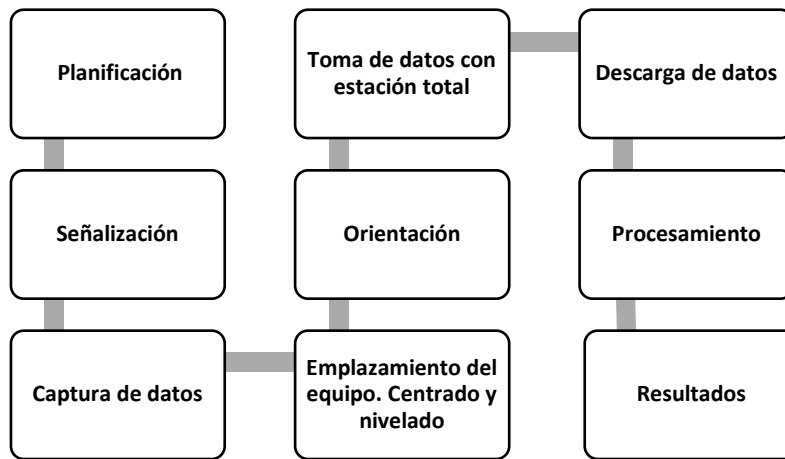 Planificación
Señalización
Captura de datos
Emplazamiento del
equipo. Centrado y
nivelado
Orientación
Toma de datos con
estación total
Descarga de datos
Procesamiento
Resultados